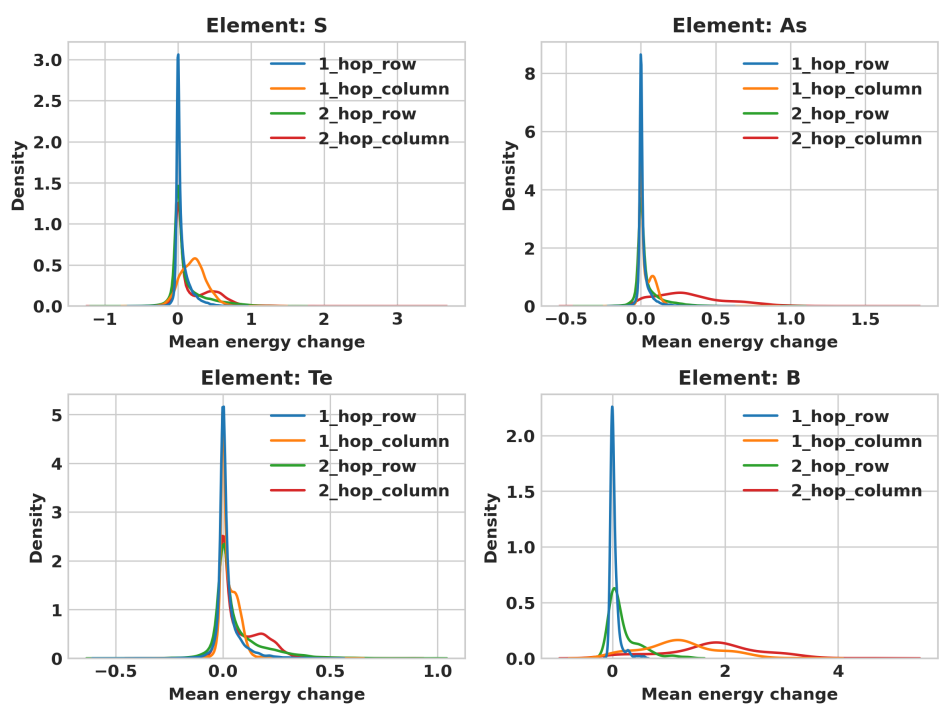 Element: S
3.0
2.5
2.0
1.5
1.0
0.5
0.0
Density
1_hop_row
1_hop_column
2_hop_row
2_hop_column
−1 0 1 2 3
Mean energy change
Element: As
8
6
4
2
0
Density
1_hop_row
1_hop_column
2_hop_row
2_hop_column
−0.5 0.0 0.5 1.0 1.5
Mean energy change
Element: Te
5
4
3
2
1
0
Density
1_hop_row
1_hop_column
2_hop_row
2_hop_column
−0.5 0.0 0.5 1.0
Mean energy change
Element: B
2.0
1.5
1.0
0.5
0.0
Density
1_hop_row
1_hop_column
2_hop_row
2_hop_column
0 2 4
Mean energy change